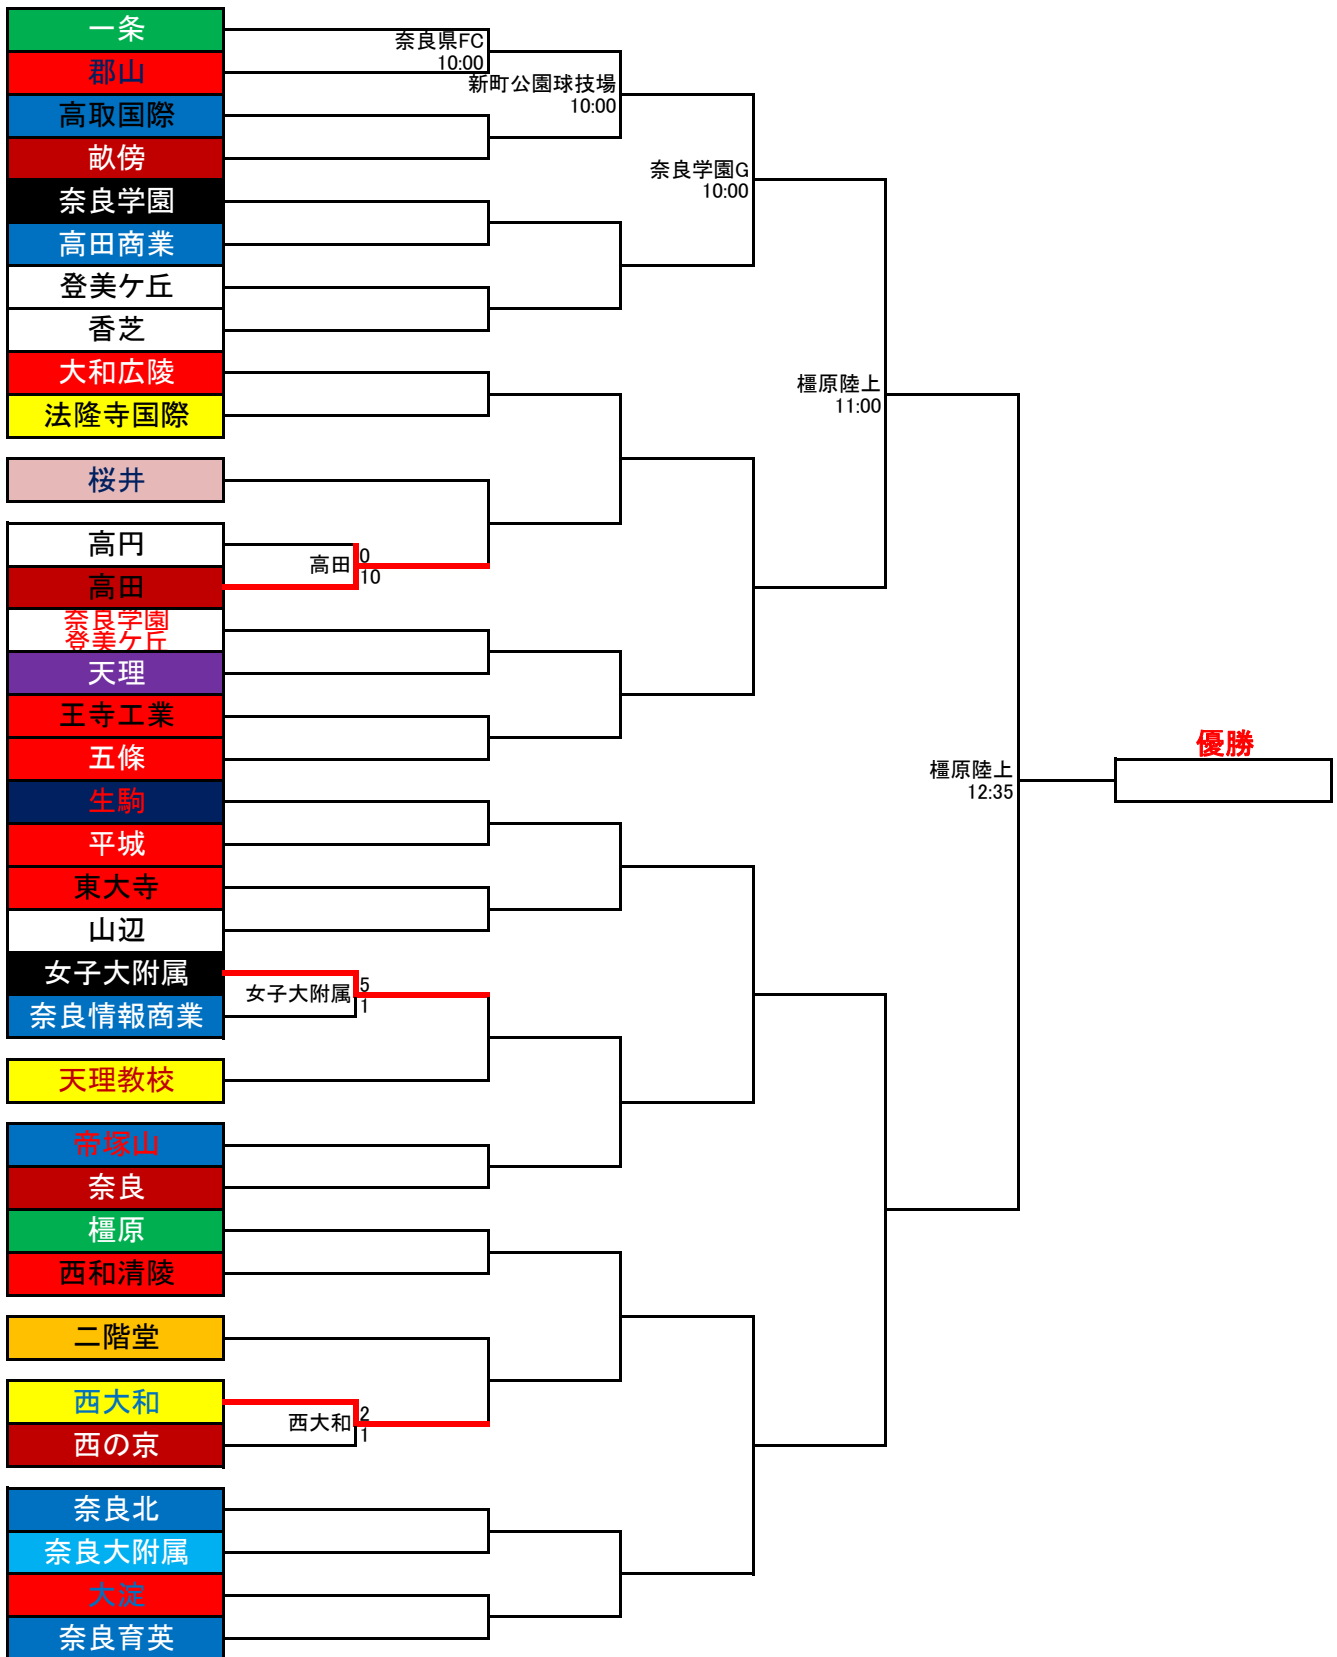 一条
奈良県FC
10:00
郡山
新町公園球技場
10:00
高取国際
畝傍
奈良学園G
10:00
奈良学園
高田商業
登美ケ丘
香芝
大和広陵
橿原陸上
11:00
法隆寺国際
桜井
高円
高田
0
10
高田
奈良学園
登美ケ丘
天理
王寺工業
五條
優勝
橿原陸上
12:35
生駒
平城
東大寺
山辺
女子大附属
女子大附属
5
1
奈良情報商業
天理教校
帝塚山
奈良
橿原
西和清陵
二階堂
西大和
西大和
2
1
西の京
奈良北
奈良大附属
大淀
奈良育英